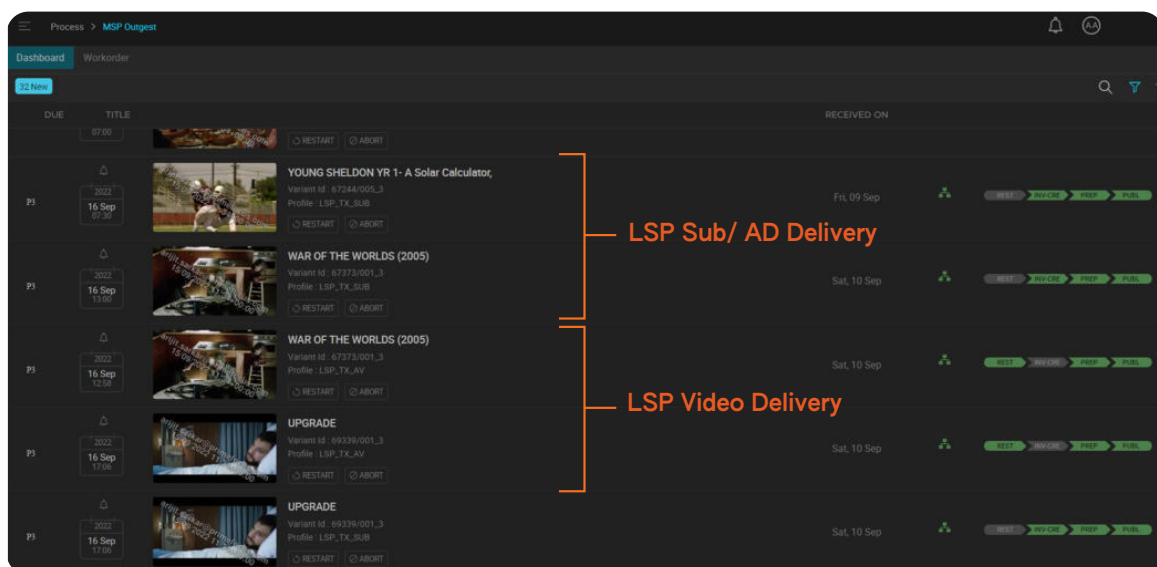 Process > MSP Outgest
AA
Dashboard Workorder
32 New
DUE TITLE RECEIVED ON
07:00
RESTART ABORT
YOUNG SHELDON YR 1- A Solar Calculator,
2022 Variant Id : 67244/005_3
P3 16 Sep Profile : LSP_TX_SUB Fri, 09 Sep REST INV-CRE PREP PUBL
07:30
RESTART ABORT
LSP Sub/ AD Delivery
WAR OF THE WORLDS (2005)
2022 Variant Id : 67373/001_3
P3 16 Sep Profile : LSP_TX_SUB Sat, 10 Sep REST INV-CRE PREP PUBL
13:00
RESTART ABORT
WAR OF THE WORLDS (2005)
2022 Variant Id : 67373/001_3
P3 16 Sep Profile : LSP_TX_AV Sat, 10 Sep REST INV-CRE PREP PUBL
12:58
RESTART ABORT
LSP Video Delivery
UPGRADE
2022 Variant Id : 69339/001_3
P3 16 Sep Profile : LSP_TX_AV Sat, 10 Sep REST INV-CRE PREP PUBL
17:06
RESTART ABORT
UPGRADE
2022 Variant Id : 69339/001_3
P3 16 Sep Profile : LSP_TX_SUB Sat, 10 Sep REST INV-CRE PREP PUBL
17:06
RESTART ABORT